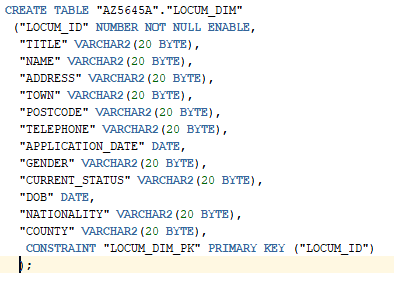 CREATE TABLE "AZ5645A"."LOCUM_DIM"
("LOCUM_ID" NUMBER NOT NULL ENABLE,
"TITLE" VARCHAR2(20 BYTE),
"NAME" VARCHAR2(20 BYTE),
"ADDRESS" VARCHAR2(20 BYTE),
"TOWN" VARCHAR2(20 BYTE),
"POSTCODE" VARCHAR2(20 BYTE),
"TELEPHONE" VARCHAR2(20 BYTE),
"APPLICATION_DATE" DATE,
"GENDER" VARCHAR2(20 BYTE),
"CURRENT_STATUS" VARCHAR2(20 BYTE),
"DOB" DATE,
"NATIONALITY" VARCHAR2(20 BYTE),
"COUNTY" VARCHAR2(20 BYTE),
CONSTRAINT "LOCUM_DIM_PK" PRIMARY KEY ("LOCUM_ID")
);